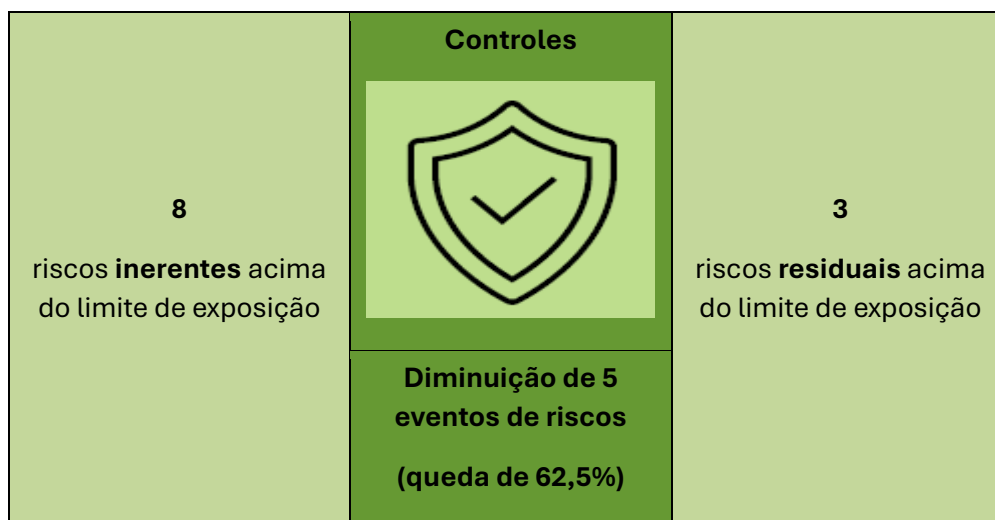 8
riscos inerentes acima
do limite de exposição
Controles
Diminuição de 5
eventos de riscos
(queda de 62,5%)
3
riscos residuais acima
do limite de exposição